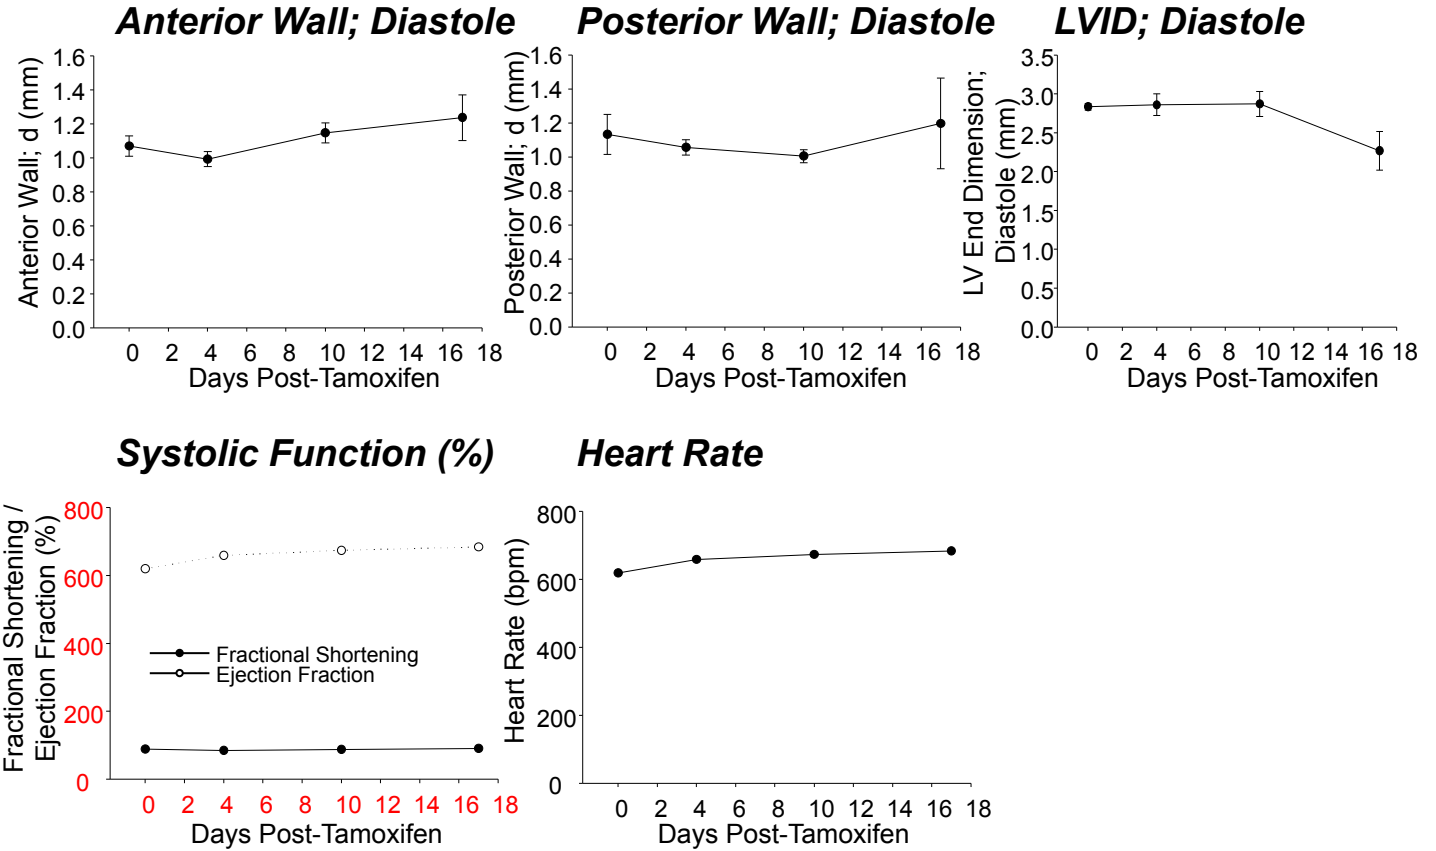 Anterior Wall; Diastole
Anterior Wall; d (mm)
1.6
1.4
1.2
1.0
0.8
0.6
0.4
0.2
0.0
0 2 4 6 8 10 12 14 16 18
Days Post-Tamoxifen
Posterior Wall; Diastole
Posterior Wall; d (mm)
1.6
1.4
1.2
1.0
0.8
0.6
0.4
0.2
0.0
0 2 4 6 8 10 12 14 16 18
Days Post-Tamoxifen
LVID; Diastole
LV End Dimension;
Diastole (mm)
3.5
3.0
2.5
2.0
1.5
1.0
0.5
0.0
0 2 4 6 8 10 12 14 16 18
Days Post-Tamoxifen
Systolic Function (%)
Fractional Shortening /
Ejection Fraction (%)
800
600
400
200
0
Fractional Shortening
Ejection Fraction
0 2 4 6 8 10 12 14 16 18
Days Post-Tamoxifen
Heart Rate
Heart Rate (bpm)
800
600
400
200
0
0 2 4 6 8 10 12 14 16 18
Days Post-Tamoxifen